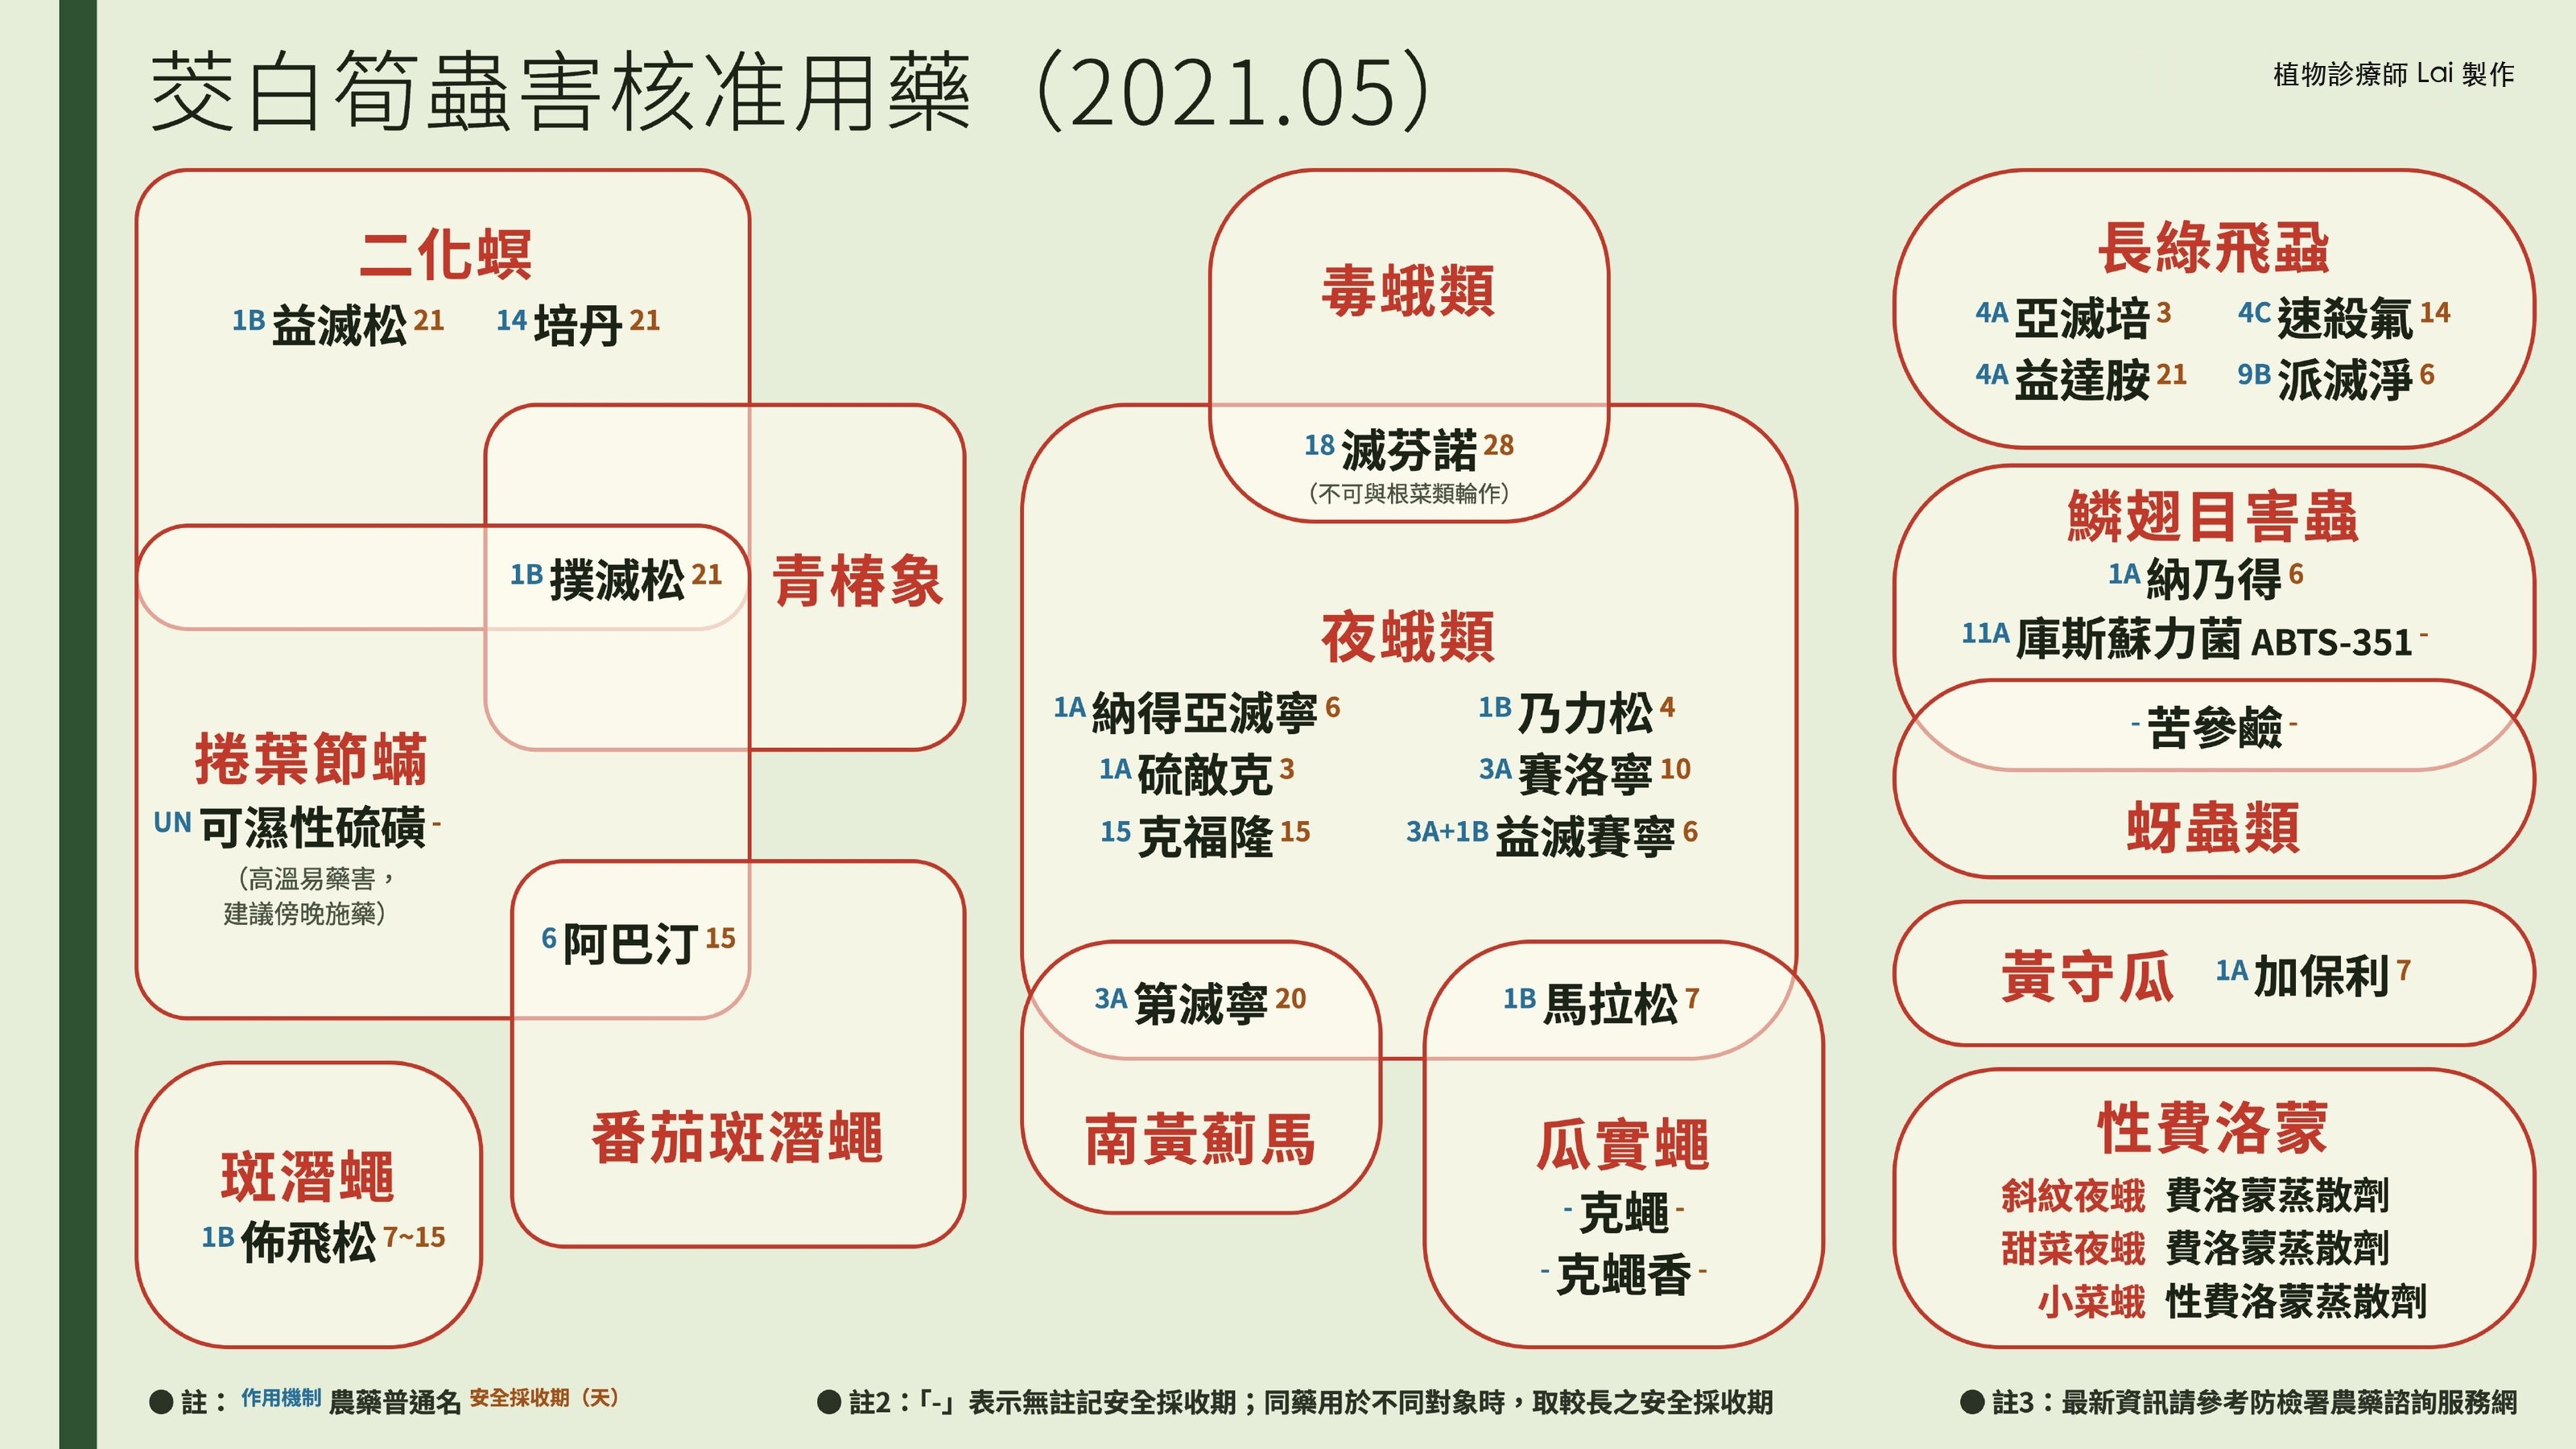 茭白筍蟲害核准用藥（2021.05）
植物診療師 Lai 製作
二化螟
1B 益滅松 21 14 培丹 21
1B 撲滅松 21
青椿象
捲葉節蟎
UN 可濕性硫磺 -
（高溫易藥害，
建議傍晚施藥）
6 阿巴汀 15
番茄斑潛蠅
斑潛蠅
1B 佈飛松 7~15
毒蛾類
18 滅芬諾 28
（不可與根菜類輪作）
夜蛾類
1A 納得亞滅寧 6 1B 乃力松 4
1A 硫敵克 3 3A 賽洛寧 10
15 克福隆 15 3A+1B 益滅賽寧 6
3A 第滅寧 20
南黃薊馬
1B 馬拉松 7
瓜實蠅
- 克蠅 -
- 克蠅香 -
長綠飛蝨
4A 亞滅培 3 4C 速殺氟 14
4A 益達胺 21 9B 派滅淨 6
鱗翅目害蟲
1A 納乃得 6
11A 庫斯蘇力菌 ABTS-351 -
- 苦參鹼 -
蚜蟲類
黃守瓜 1A 加保利 7
性費洛蒙
斜紋夜蛾 費洛蒙蒸散劑
甜菜夜蛾 費洛蒙蒸散劑
小菜蛾 性費洛蒙蒸散劑
● 註： 作用機制 農藥普通名 安全採收期（天）
● 註2：「-」表示無註記安全採收期；同藥用於不同對象時，取較長之安全採收期
● 註3：最新資訊請參考防檢署農藥諮詢服務網